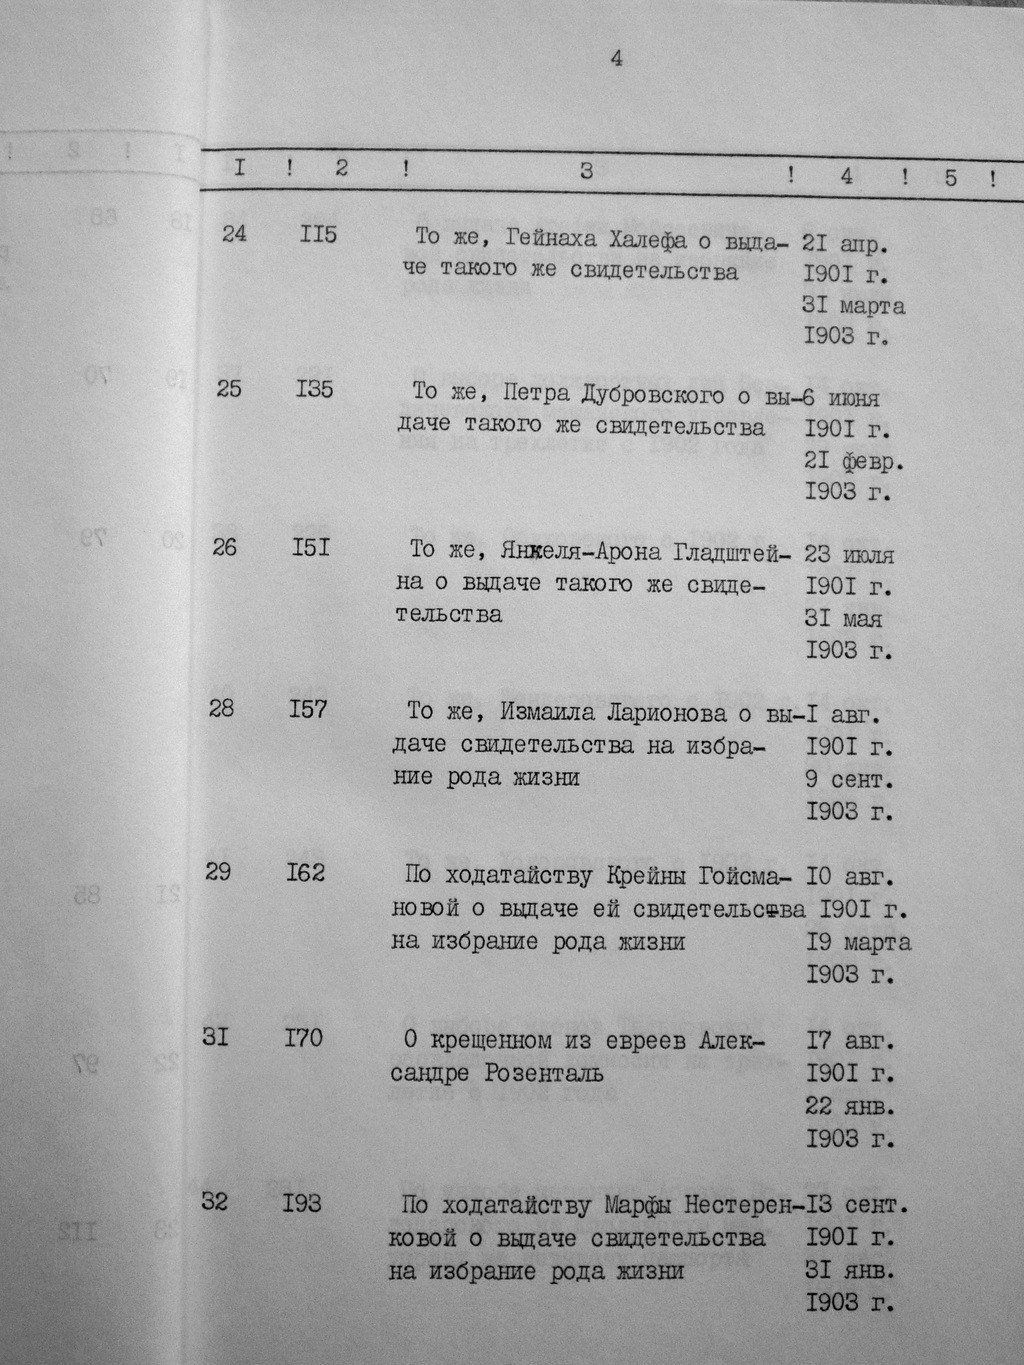 4
I ! 2 ! 3 ! 4 ! 5 !
24 II5 То же, Гейнаха Халефа о выда- 2I апр.
че такого же свидетельства I90I г.
3I марта
I903 г.
25 I35 То же, Петра Дубровского о вы-6 июня
даче такого же свидетельства I90I г.
2I февр.
I903 г.
26 I5I То же, Янкеля-Арона Гладштей- 23 июля
на о выдаче такого же свиде- I90I г.
тельства 3I мая
I903 г.
28 I57 То же, Измаила Ларионова о вы-I авг.
даче свидетельства на избра- I90I г.
ние рода жизни 9 сент.
I903 г.
29 I62 По ходатайству Крейны Гойсма- I0 авг.
новой о выдаче ей свидетельства I90I г.
на избрание рода жизни I9 марта
I903 г.
3I I70 О крещенном из евреев Алек- I7 авг.
сандре Розенталь I90I г.
22 янв.
I903 г.
32 I93 По ходатайству Марфы Нестерен-I3 сент.
ковой о выдаче свидетельства I90I г.
на избрание рода жизни 3I янв.
I903 г.